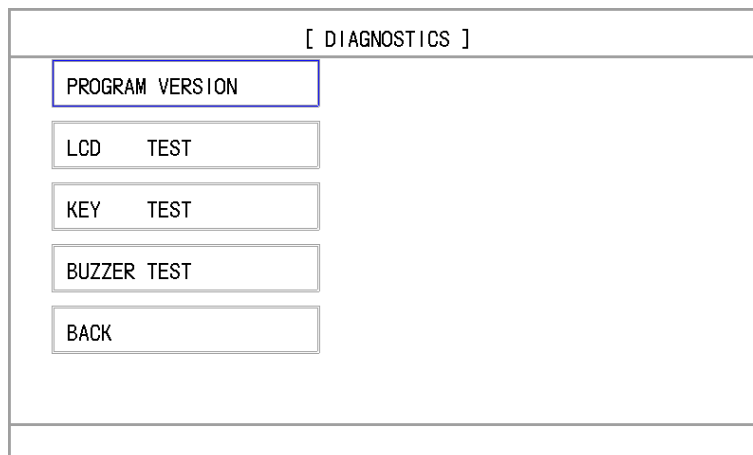 [ DIAGNOSTICS ]
PROGRAM VERSION
LCD    TEST
KEY    TEST
BUZZER TEST
BACK